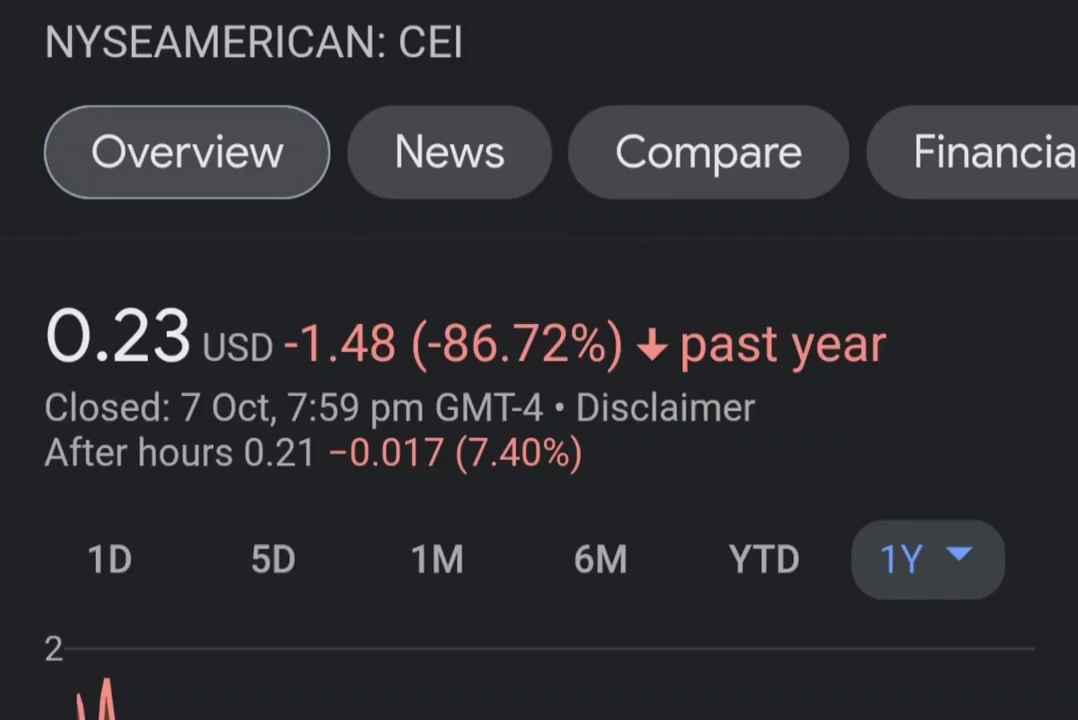 NYSEAMERICAN: CEI
Overview News Compare Financia
0.23 USD -1.48 (-86.72%) ↓ past year
Closed: 7 Oct, 7:59 pm GMT-4 • Disclaimer
After hours 0.21 −0.017 (7.40%)
1D 5D 1M 6M YTD 1Y
2